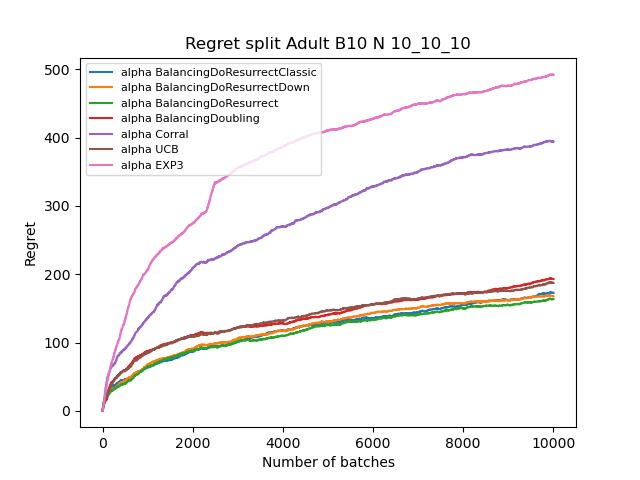 Regret split Adult B10 N 10_10_10
alpha BalancingDoResurrectClassic
alpha BalancingDoResurrectDown
alpha BalancingDoResurrect
alpha BalancingDoubling
alpha Corral
alpha UCB
alpha EXP3
Regret
500
400
300
200
100
0
0 2000 4000 6000 8000 10000
Number of batches